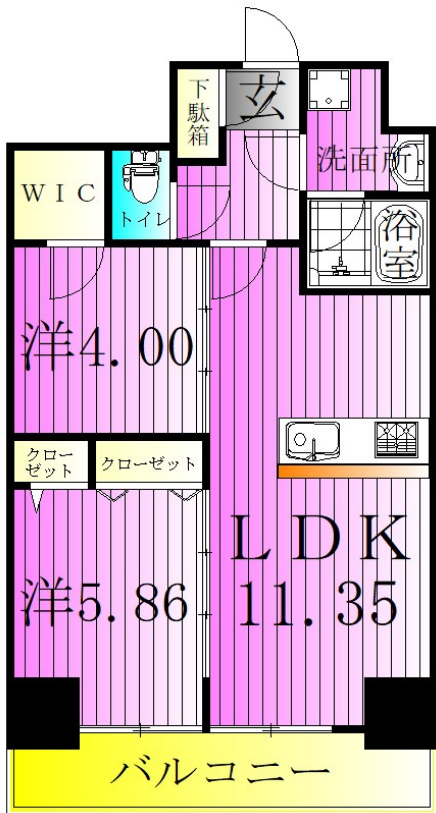 下駄箱
玄
洗面所
WIC
トイレ
浴室
洋4.00
クローゼット
クローゼット
LDK
11.35
洋5.86
バルコニー